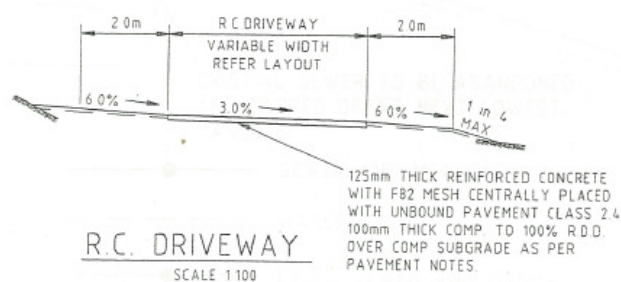 2.0m
R.C.DRIVEWAY
2.0m
VARIABLE WIDTH
REFER LAYOUT
6.0%
3.0%
6.0%
1 in 4
MAX
125mm THICK REINFORCED CONCRETE
WITH F82 MESH CENTRALLY PLACED
WITH UNBOUND PAVEMENT CLASS 2.4
100mm THICK COMP. TO 100% R.D.D.
OVER COMP SUBGRADE AS PER
PAVEMENT NOTES.
R.C. DRIVEWAY
SCALE 1:100